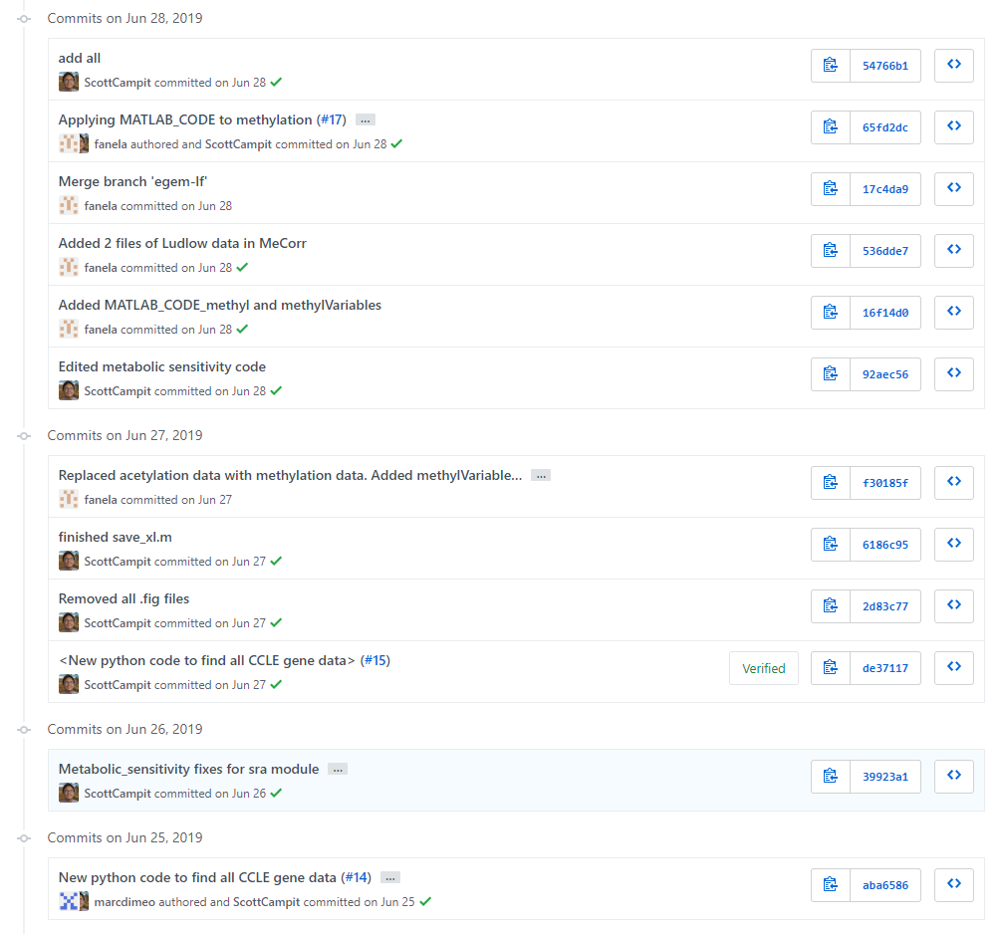 Commits on Jun 28, 2019
add all
54766b1
ScottCampit committed on Jun 28
Applying MATLAB_CODE to methylation (#17) ...
65fd2dc
fanela authored and ScottCampit committed on Jun 28
Merge branch 'egem-lf'
17c4da9
fanela committed on Jun 28
Added 2 files of Ludlow data in MeCorr
536dde7
fanela committed on Jun 28
Added MATLAB_CODE_methyl and methylVariables
16f14d0
fanela committed on Jun 28
Edited metabolic sensitivity code
92aec56
ScottCampit committed on Jun 28
Commits on Jun 27, 2019
Replaced acetylation data with methylation data. Added methylVariable... ...
f30185f
fanela committed on Jun 27
finished save_xl.m
6186c95
ScottCampit committed on Jun 27
Removed all .fig files
2d83c77
ScottCampit committed on Jun 27
<New python code to find all CCLE gene data> (#15)
Verified de37117
ScottCampit committed on Jun 27
Commits on Jun 26, 2019
Metabolic_sensitivity fixes for sra module ...
39923a1
ScottCampit committed on Jun 26
Commits on Jun 25, 2019
New python code to find all CCLE gene data (#14) ...
aba6586
marcdimeo authored and ScottCampit committed on Jun 25